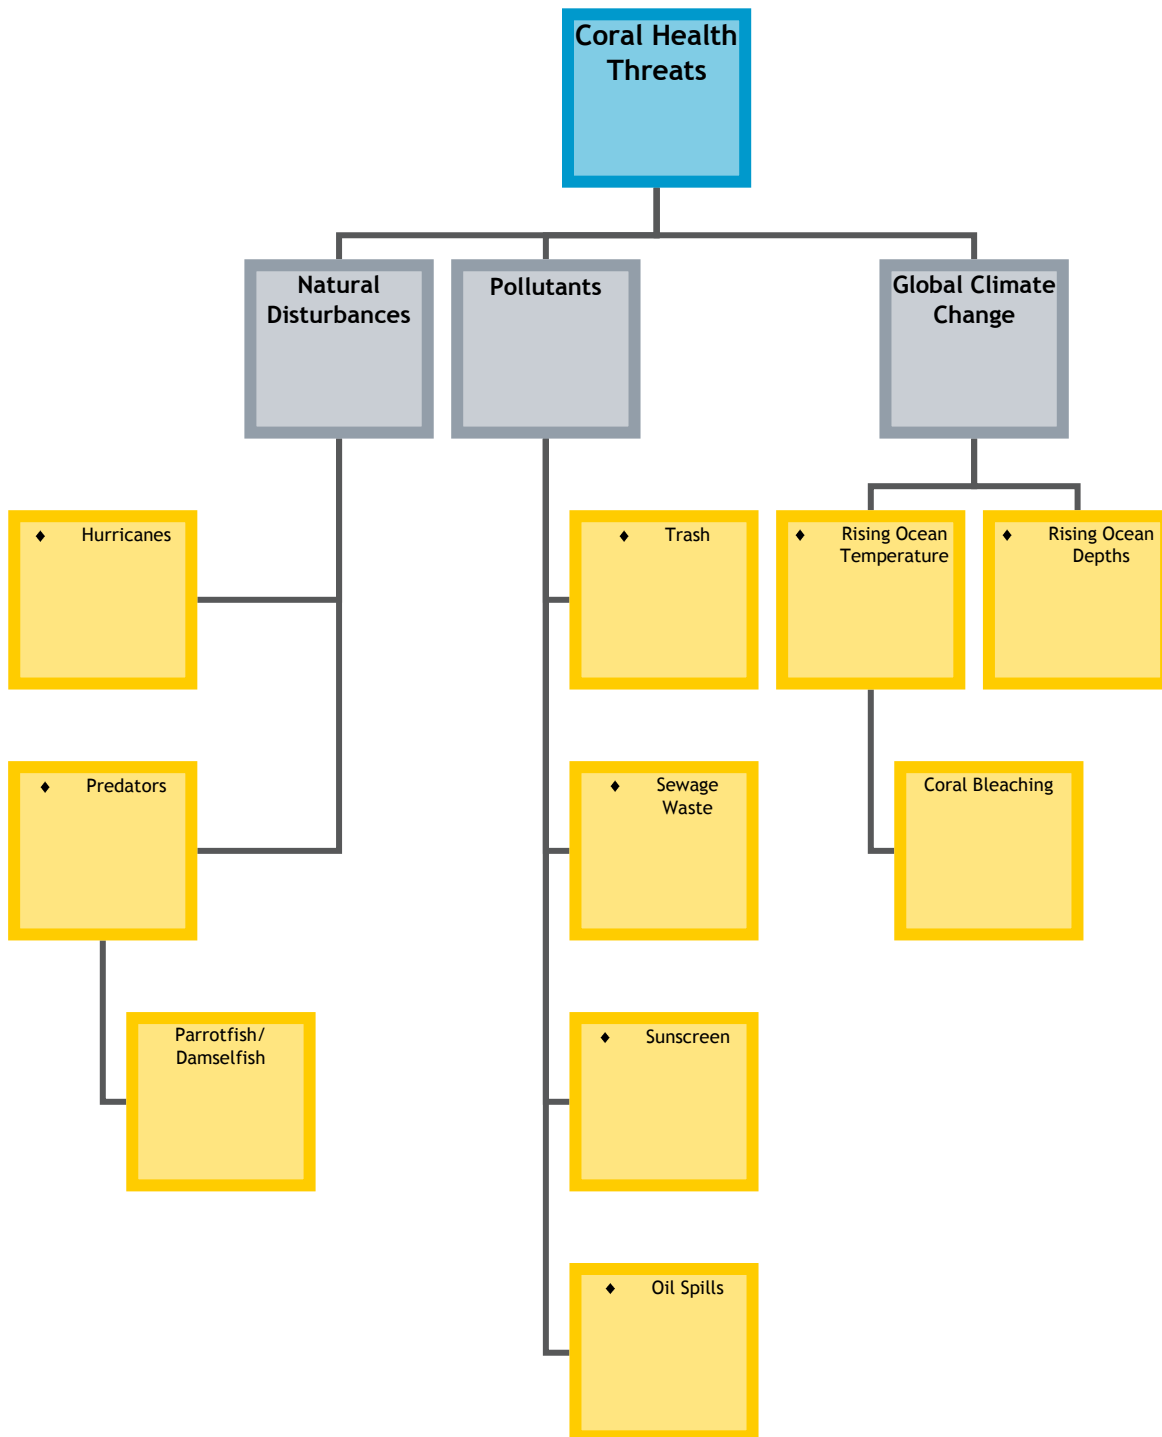 Coral Health
Threats
Natural
Disturbances
Pollutants
Global Climate
Change
♦ Hurricanes
♦ Trash
♦ Rising Ocean
Temperature
♦ Rising Ocean
Depths
♦ Predators
♦ Sewage
Waste
Coral Bleaching
Parrotfish/
Damselfish
♦ Sunscreen
♦ Oil Spills